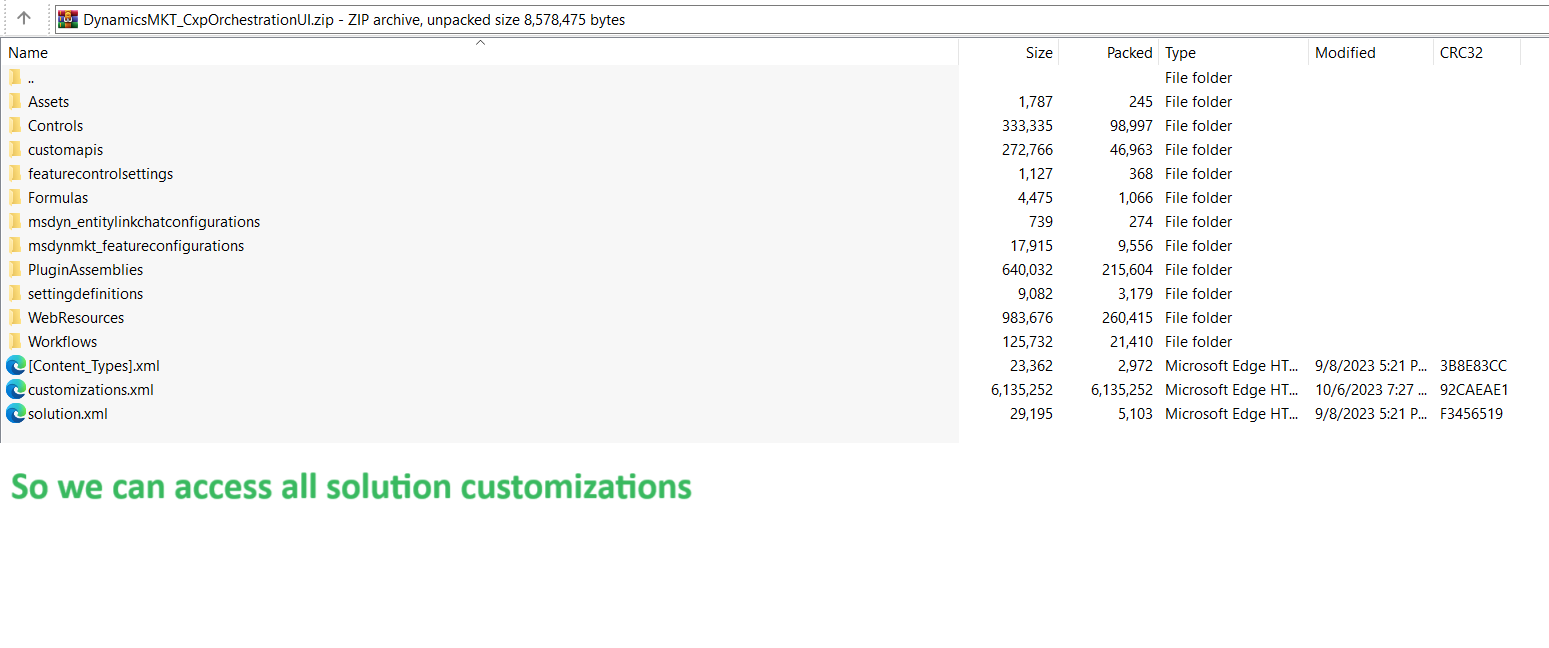 DynamicsMKT_CxpOrchestrationUI.zip - ZIP archive, unpacked size 8,578,475 bytes
Name Size Packed Type Modified CRC32
.. File folder
Assets 1,787 245 File folder
Controls 333,335 98,997 File folder
customapis 272,766 46,963 File folder
featurecontrolsettings 1,127 368 File folder
Formulas 4,475 1,066 File folder
msdyn_entitylinkchatconfigurations 739 274 File folder
msdynmkt_featureconfigurations 17,915 9,556 File folder
PluginAssemblies 640,032 215,604 File folder
settingdefinitions 9,082 3,179 File folder
WebResources 983,676 260,415 File folder
Workflows 125,732 21,410 File folder
[Content_Types].xml 23,362 2,972 Microsoft Edge HT... 9/8/2023 5:21 P... 3B8E83CC
customizations.xml 6,135,252 6,135,252 Microsoft Edge HT... 10/6/2023 7:27 ... 92CAEAE1
solution.xml 29,195 5,103 Microsoft Edge HT... 9/8/2023 5:21 P... F3456519
So we can access all solution customizations